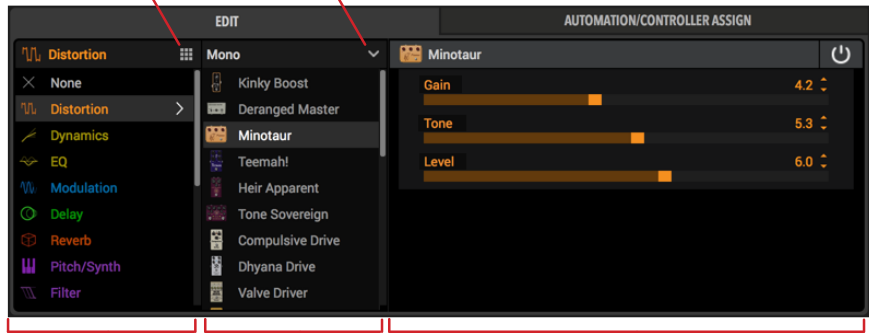 EDIT
AUTOMATION/CONTROLLER ASSIGN
Distortion
Mono
Minotaur
None
Distortion
Dynamics
EQ
Modulation
Delay
Reverb
Pitch/Synth
Filter
Kinky Boost
Deranged Master
Minotaur
Teemah!
Heir Apparent
Tone Sovereign
Compulsive Drive
Dhyana Drive
Valve Driver
Gain 4.2
Tone 5.3
Level 6.0